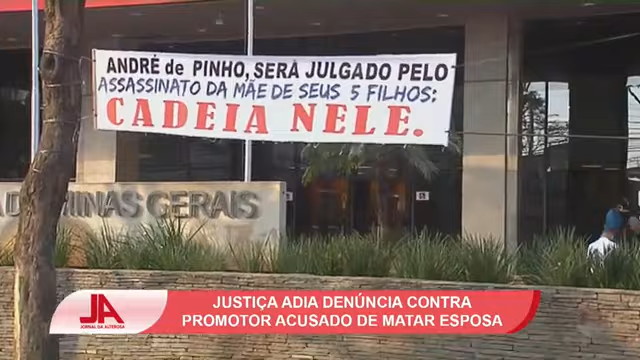 ANDRÉ de PINHO, SERÁ JULGADO PELO
ASSASSINATO DA MÃE DE SEUS 5 FILHOS:
CADEIA NELE.
MINAS GERAIS
JA
JORNAL DA ALTEROSA
JUSTIÇA ADIA DENÚNCIA CONTRA
PROMOTOR ACUSADO DE MATAR ESPOSA